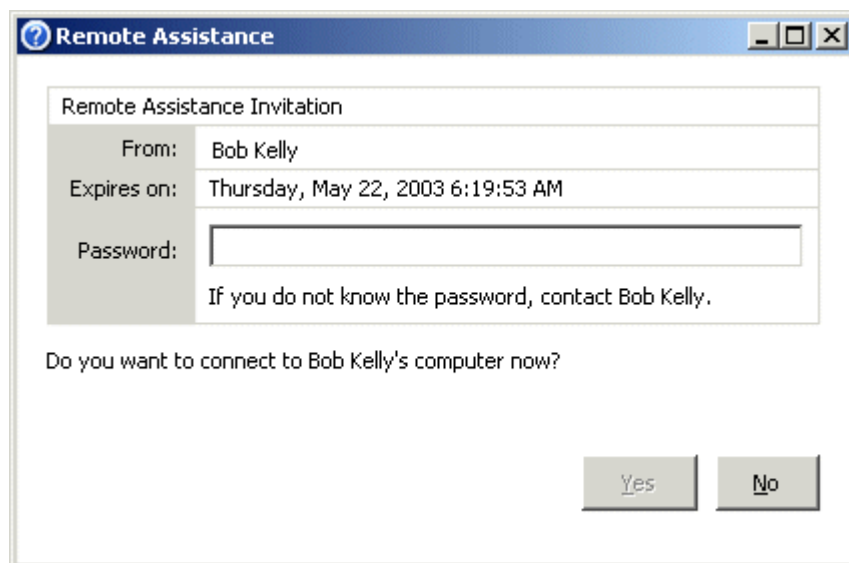 Remote Assistance
Remote Assistance Invitation
From: Bob Kelly
Expires on: Thursday, May 22, 2003 6:19:53 AM
Password:
If you do not know the password, contact Bob Kelly.
Do you want to connect to Bob Kelly's computer now?
Yes No